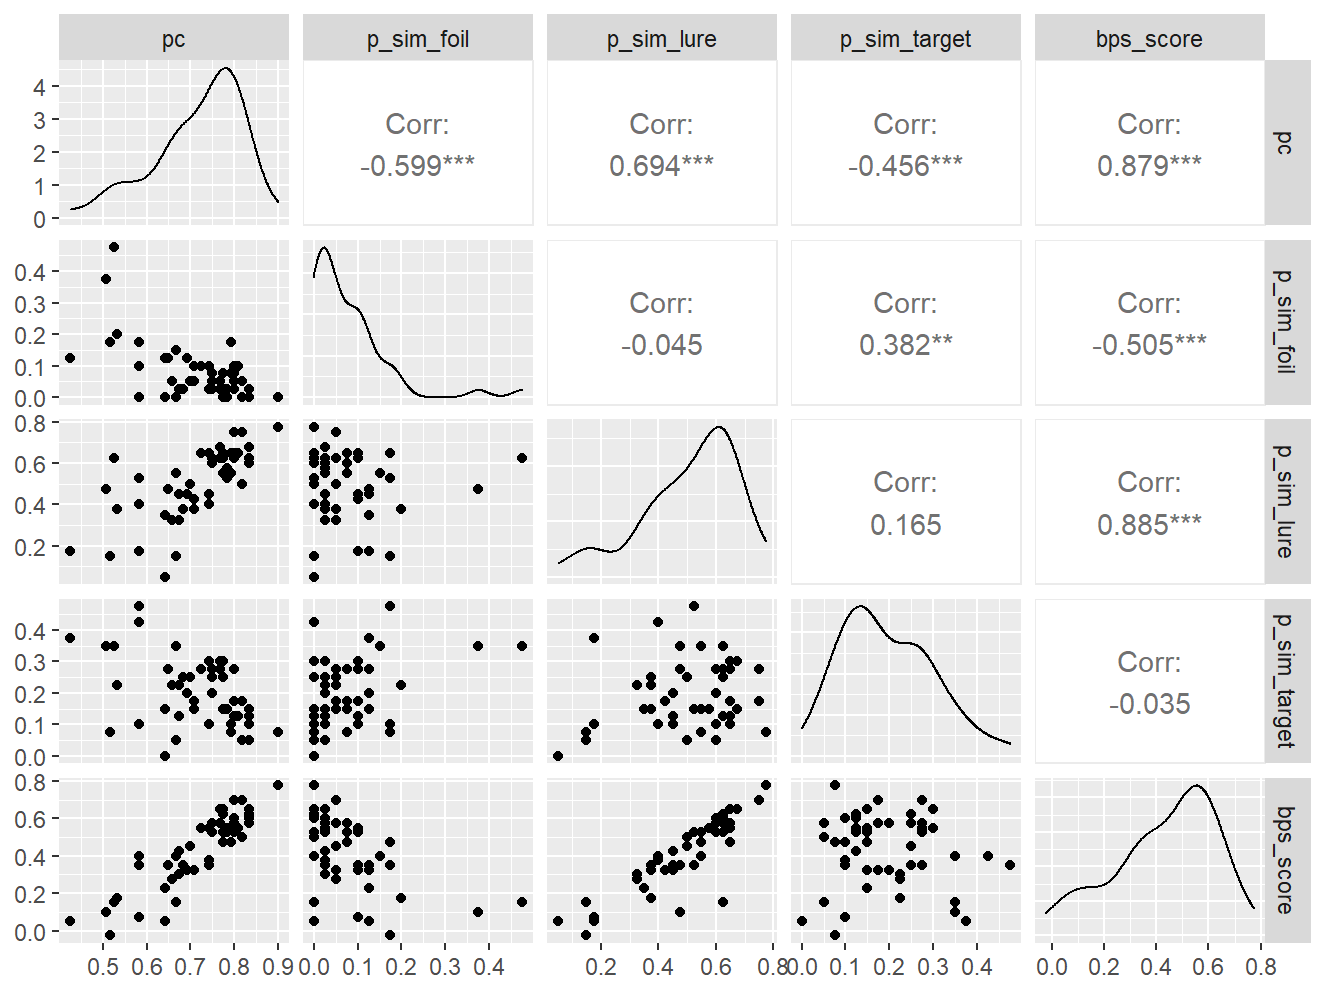 pc p_sim_foil p_sim_lure p_sim_target bps_score
4
3
2
1
0
Corr:
-0.599***
Corr:
0.694***
Corr:
-0.456***
Corr:
0.879***
pc
0.4
0.3
0.2
0.1
0.0
Corr:
-0.045
Corr:
0.382**
Corr:
-0.505***
p_sim_foil
0.8
0.6
0.4
0.2
Corr:
0.165
Corr:
0.885***
p_sim_lure
0.4
0.3
0.2
0.1
0.0
Corr:
-0.035
p_sim_target
0.8
0.6
0.4
0.2
0.0
bps_score
0.5 0.6 0.7 0.8 0.9 0.0 0.1 0.2 0.3 0.4 0.2 0.4 0.6 0.8 0.0 0.1 0.2 0.3 0.4 0.0 0.2 0.4 0.6 0.8